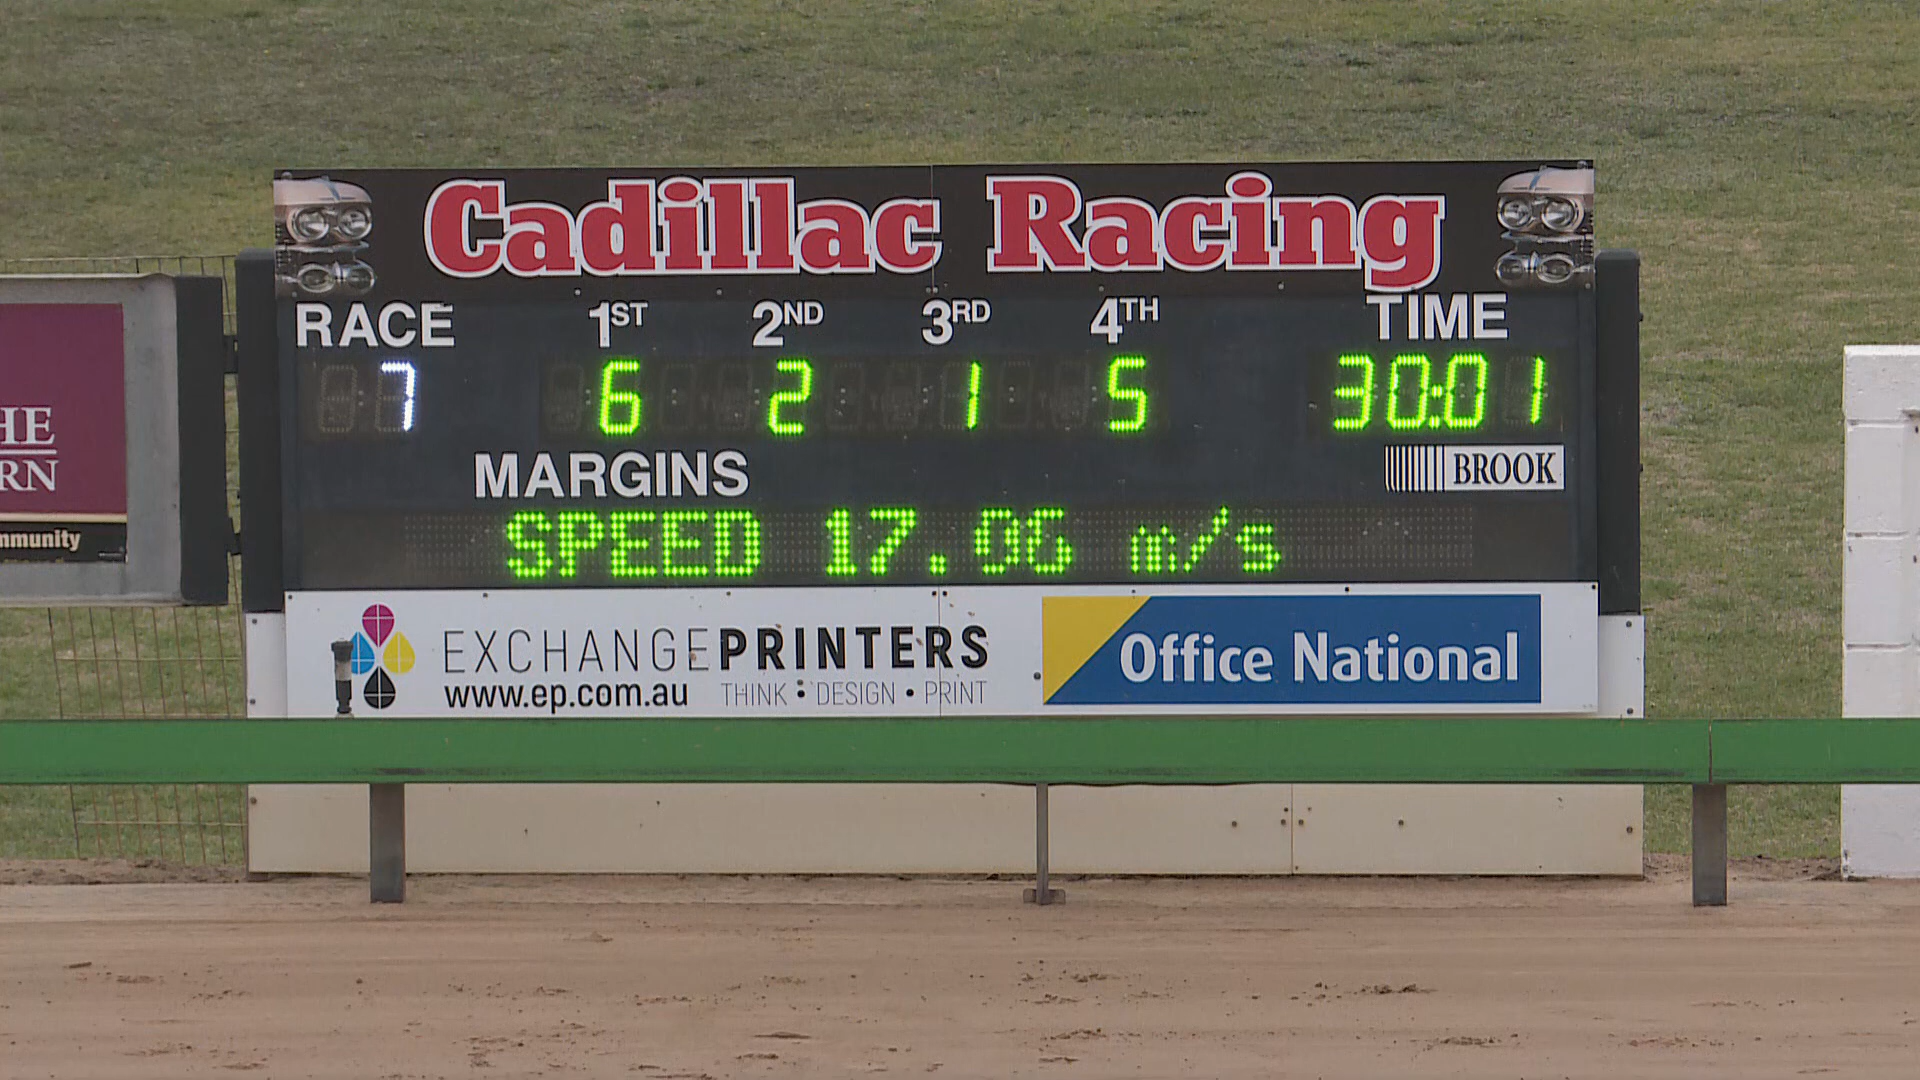 Cadillac Racing
RACE 1ST 2ND 3RD 4TH TIME
7 6 2 1 5 30:01
MARGINS
BROOK
SPEED 17.06 m/s
EXCHANGEPRINTERS
www.ep.com.au THINK • DESIGN • PRINT
Office National
HE
RN
mmunity